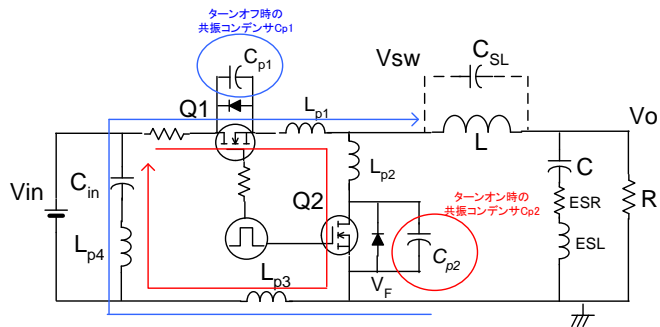 ターンオフ時の
共振コンデンサCp1
Cp1
Vsw
CSL
Q1
Lp1
Vo
L
Lp2
C
Cin
Vin
ターンオン時の
共振コンデンサCp2
Q2
ESR
R
Cp2
ESL
Lp4
Lp3
VF